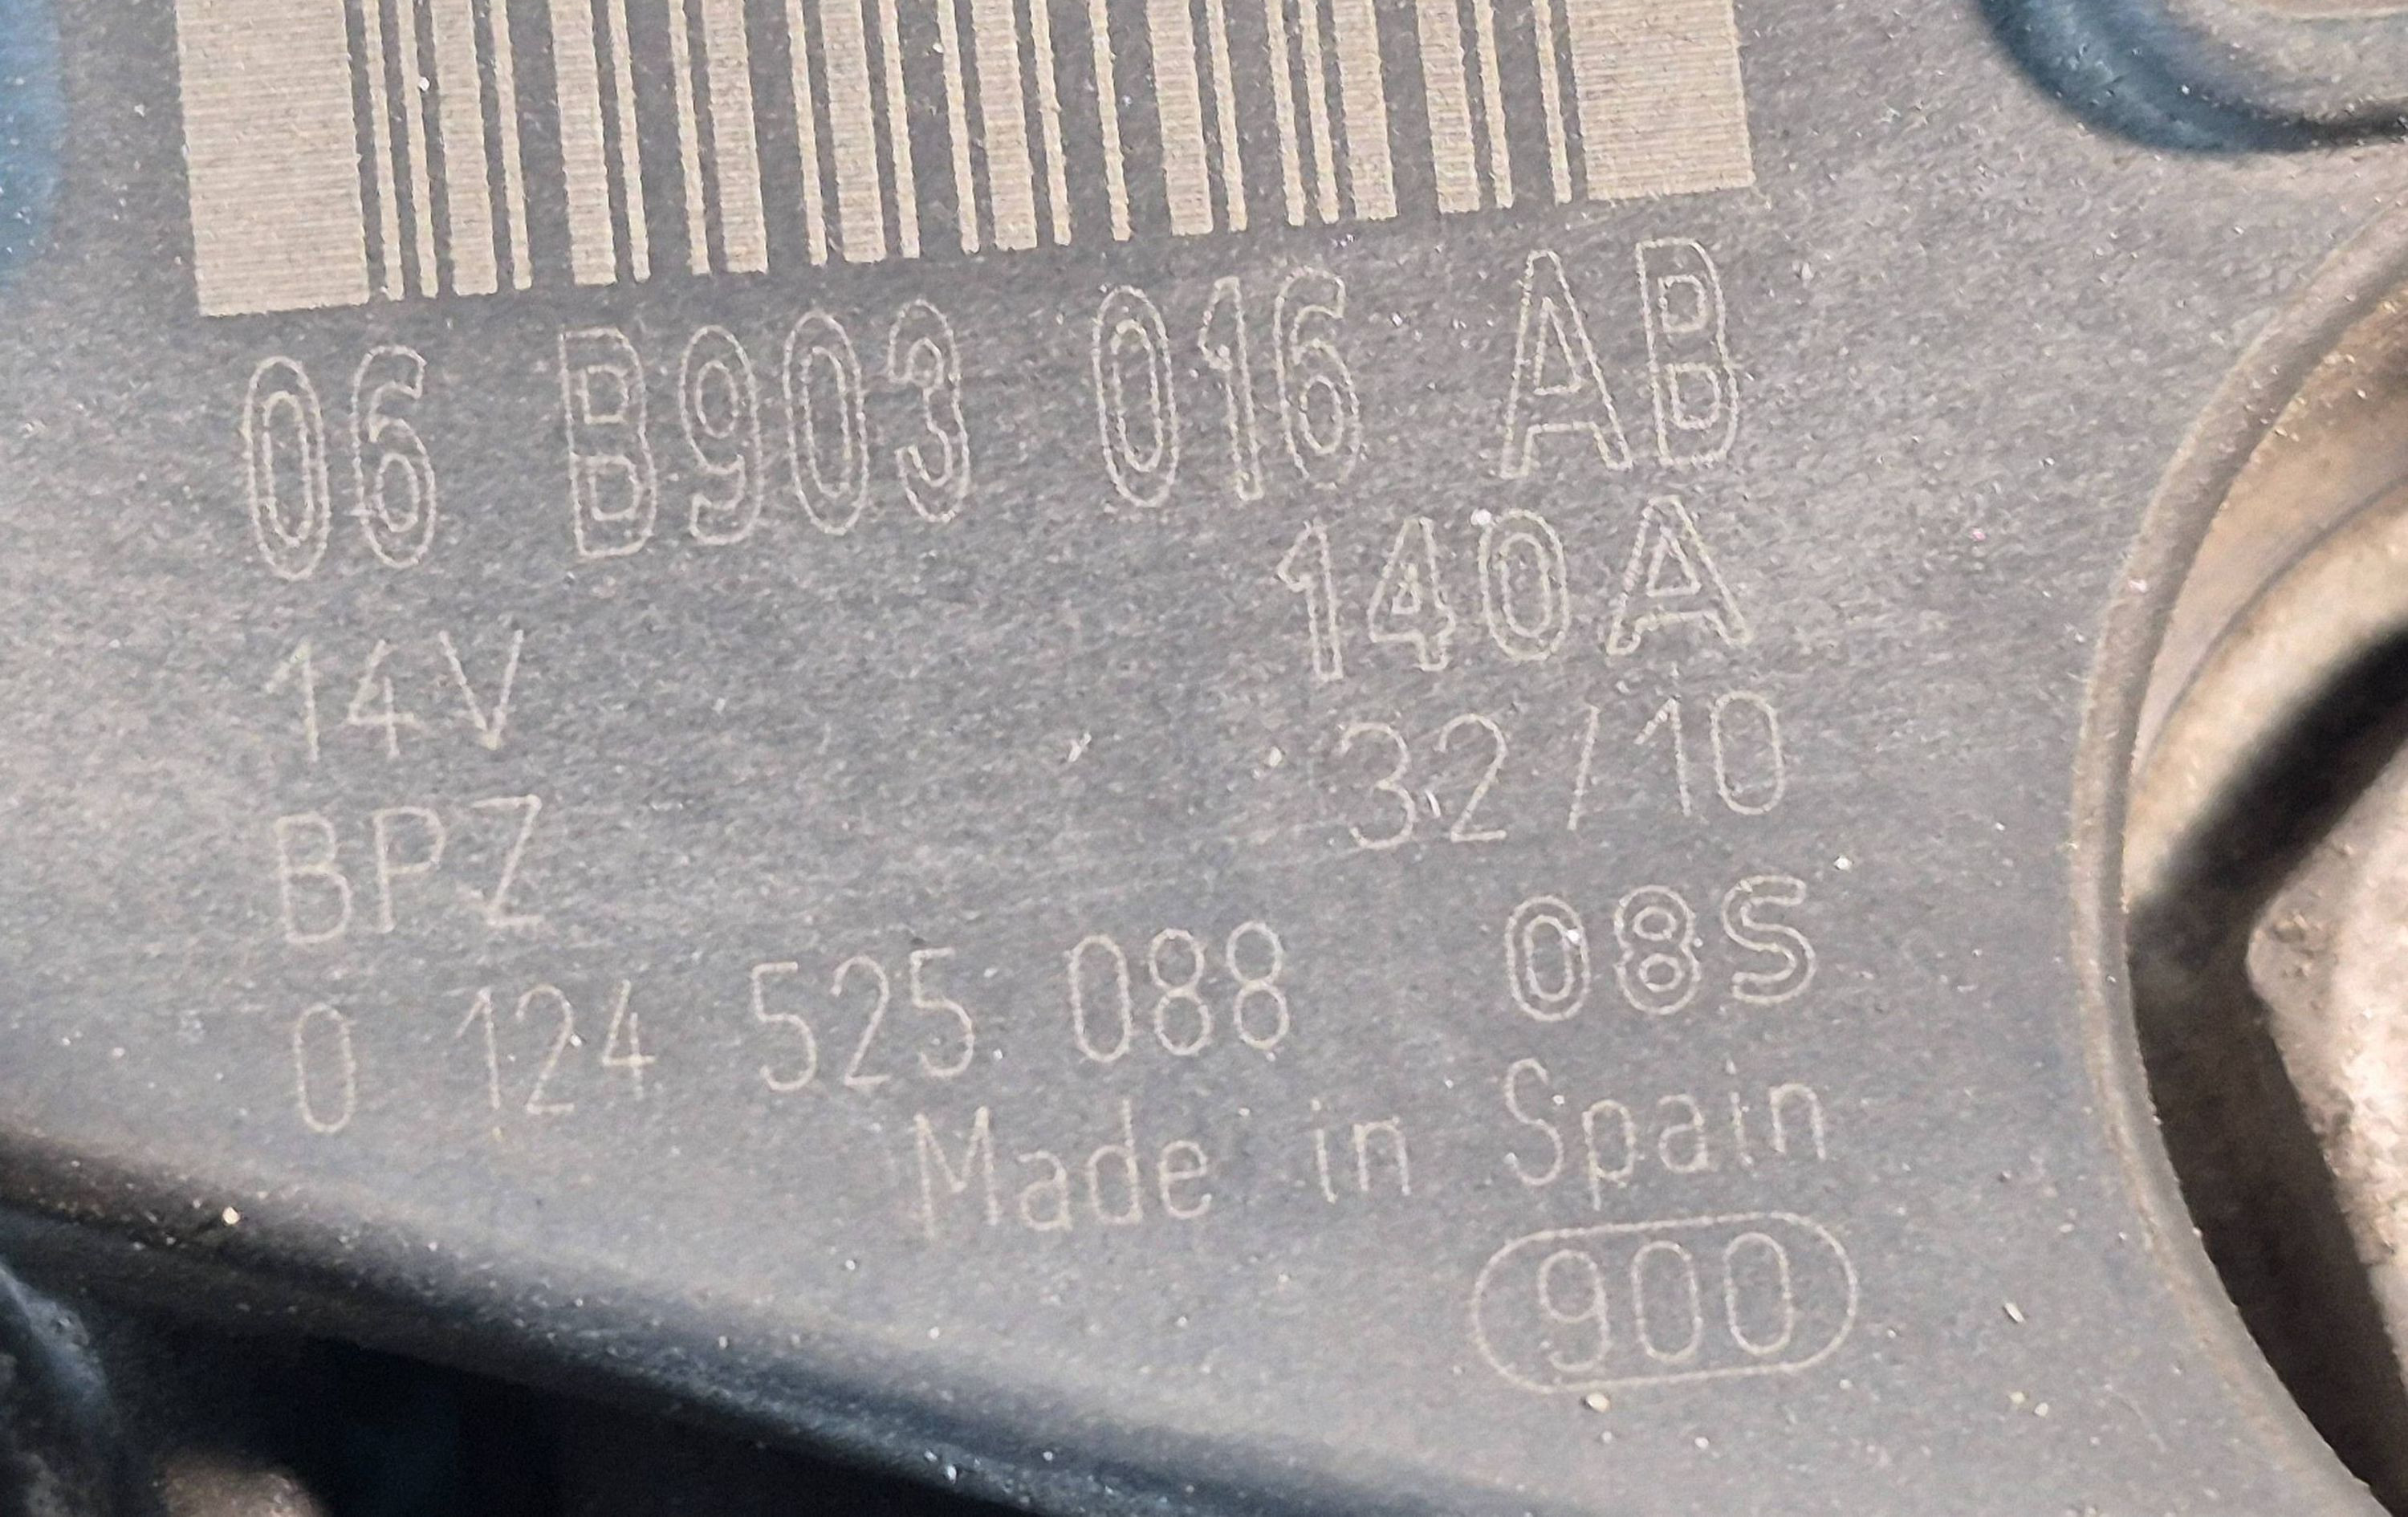 06 B903 016 AB
14V 140A
BPZ 32/10
0 124 525 088 08S
Made in Spain
900